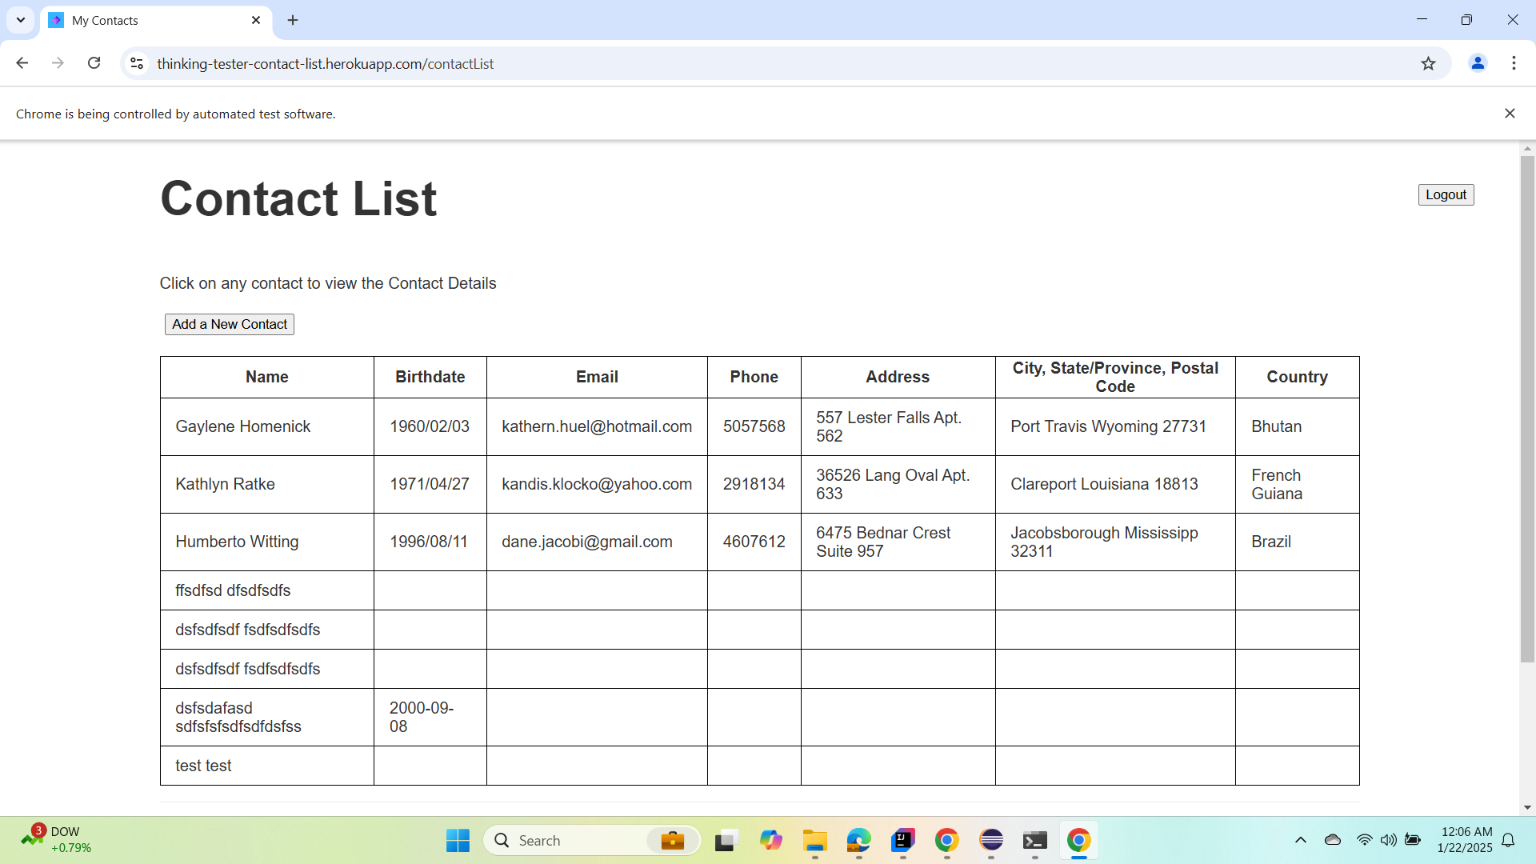 My Contacts
thinking-tester-contact-list.herokuapp.com/contactList
Chrome is being controlled by automated test software.
Contact List
Logout
Click on any contact to view the Contact Details
Add a New Contact
Name Birthdate Email Phone Address City, State/Province, Postal Code Country
Gaylene Homenick 1960/02/03 kathern.huel@hotmail.com 5057568 557 Lester Falls Apt. 562 Port Travis Wyoming 27731 Bhutan
Kathlyn Ratke 1971/04/27 kandis.klocko@yahoo.com 2918134 36526 Lang Oval Apt. 633 Clareport Louisiana 18813 French Guiana
Humberto Witting 1996/08/11 dane.jacobi@gmail.com 4607612 6475 Bednar Crest Suite 957 Jacobsborough Mississipp 32311 Brazil
ffsdfsd dfsdfsdfs
dsfsdfsdf fsdfsdfsdfs
dsfsdfsdf fsdfsdfsdfs
dsfsdafasd sdfsfsfsdfsdfdsfss 2000-09-08
test test
3
DOW
+0.79%
Search
IJ
12:06 AM
1/22/2025